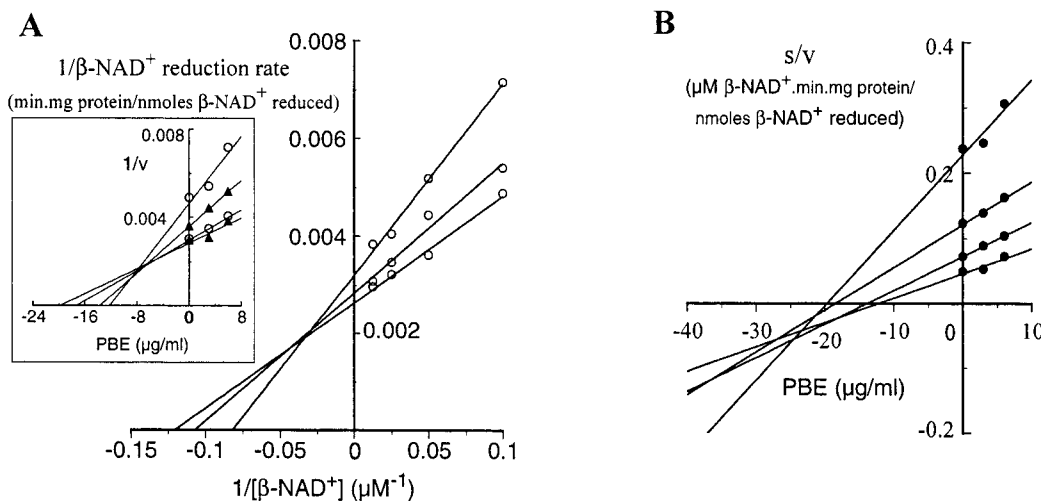 A
1/β-NAD+ reduction rate
(min.mg protein/nmoles β-NAD+ reduced)
0.008
0.006
0.004
0.002
-0.15
-0.10
-0.05
0
0.05
0.1
1/[β-NAD+] (µM-1)
0.008
1/v
0.004
-24
-16
-8
0
8
PBE (µg/ml)
B
s/v
(µM β-NAD+.min.mg protein/
nmoles β-NAD+ reduced)
0.4
0.2
-40
-30
-20
-10
0
10
PBE (µg/ml)
-0.2